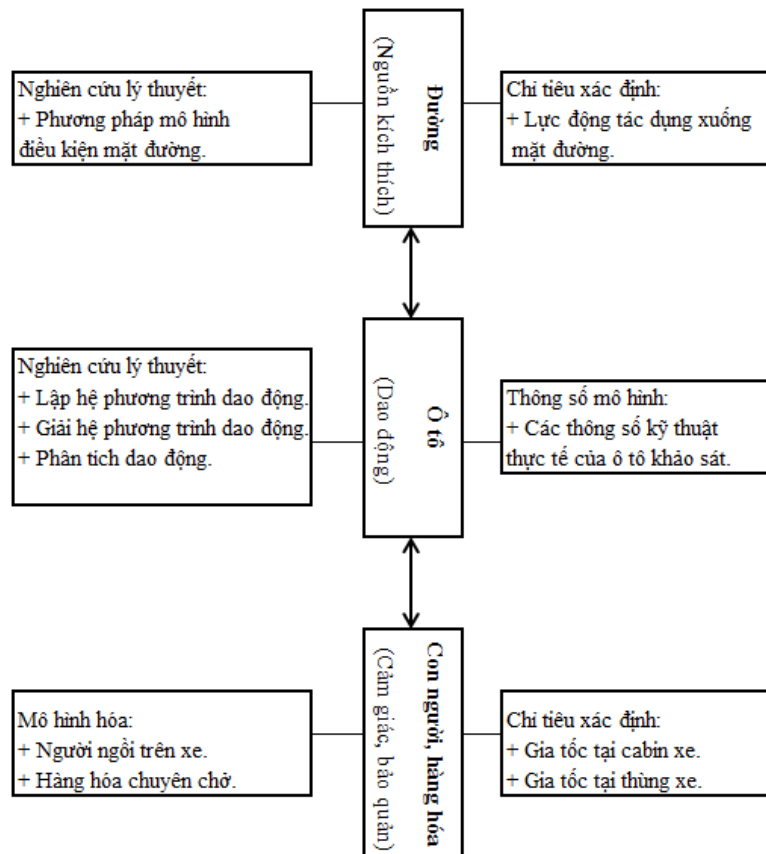 Nghiên cứu lý thuyết:
+ Phương pháp mô hình
điều kiện mặt đường.
Đường
(Nguồn kích thích)
Chỉ tiêu xác định:
+ Lực động tác dụng xuống
mặt đường.
Nghiên cứu lý thuyết:
+ Lập hệ phương trình dao động.
+ Giải hệ phương trình dao động.
+ Phân tích dao động.
Ô tô
(Dao động)
Thông số mô hình:
+ Các thông số kỹ thuật
thực tế của ô tô khảo sát.
Mô hình hóa:
+ Người ngồi trên xe.
+ Hàng hóa chuyên chở.
Con người, hàng hóa
(Cảm giác, bảo quản)
Chỉ tiêu xác định:
+ Gia tốc tại cabin xe.
+ Gia tốc tại thùng xe.